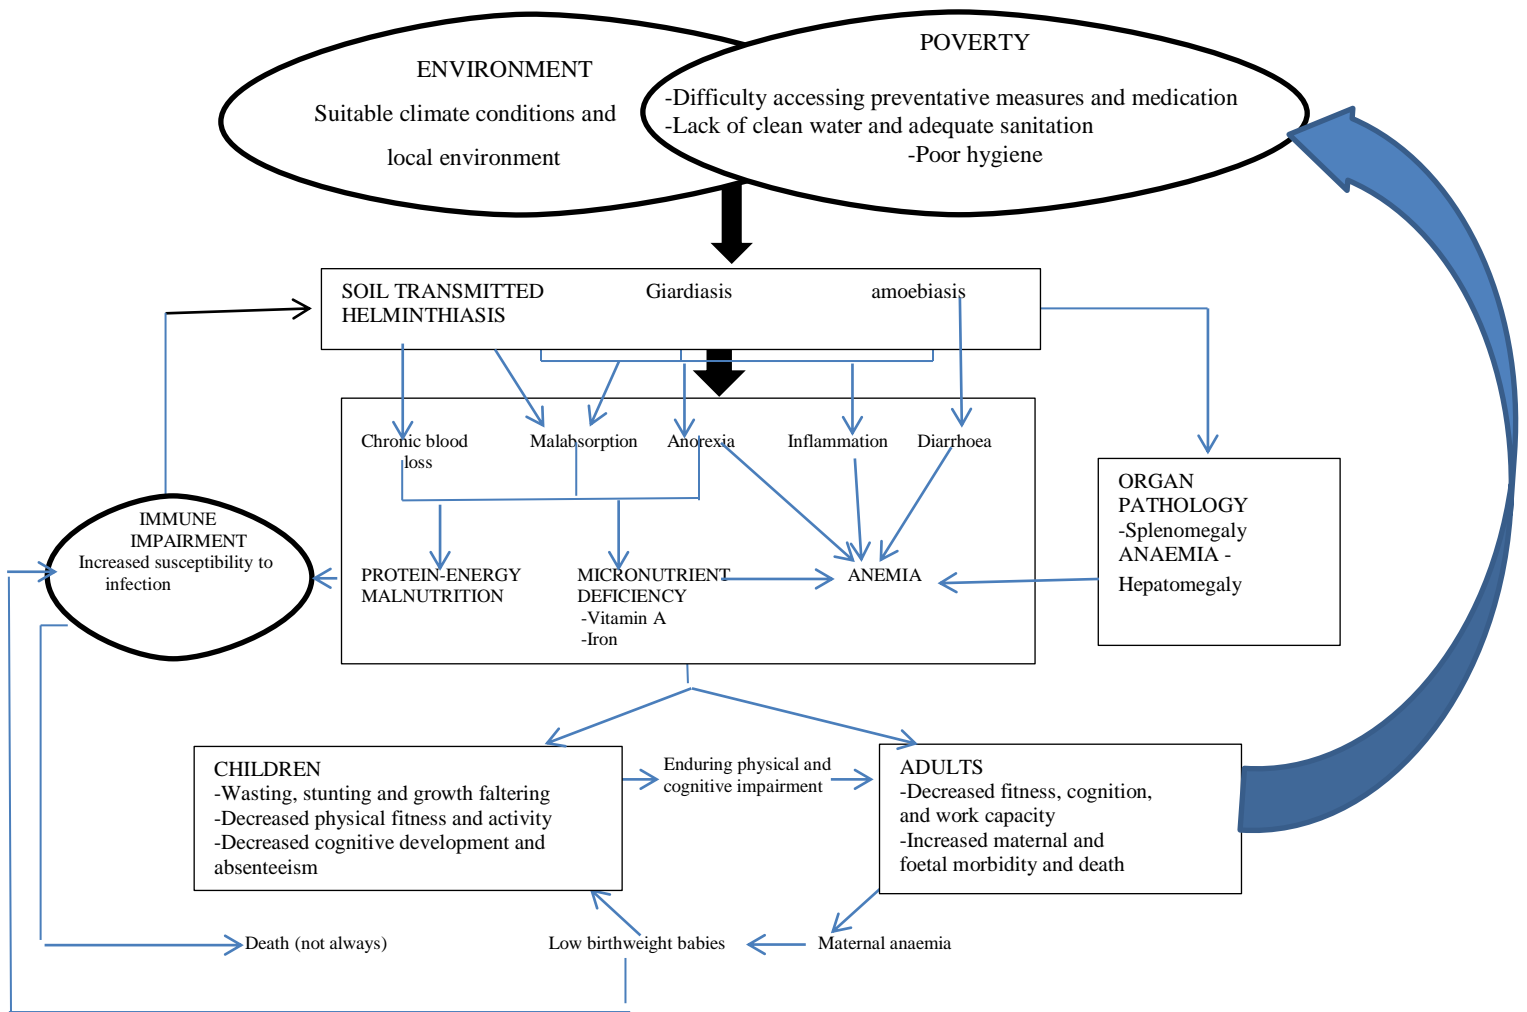 ENVIRONMENT
Suitable climate conditions and
local environment
POVERTY
-Difficulty accessing preventative measures and medication
-Lack of clean water and adequate sanitation
-Poor hygiene
SOIL TRANSMITTED
HELMINTHIASIS
Giardiasis
amoebiasis
Chronic blood
loss
Malabsorption
Anorexia
Inflammation
Diarrhoea
ORGAN
PATHOLOGY
-Splenomegaly
ANAEMIA -
Hepatomegaly
IMMUNE
IMPAIRMENT
Increased susceptibility to
infection
PROTEIN-ENERGY
MALNUTRITION
MICRONUTRIENT
DEFICIENCY
-Vitamin A
-Iron
ANEMIA
CHILDREN
-Wasting, stunting and growth faltering
-Decreased physical fitness and activity
-Decreased cognitive development and
absenteeism
Enduring physical and
cognitive impairment
ADULTS
-Decreased fitness, cognition,
and work capacity
-Increased maternal and
foetal morbidity and death
Death (not always)
Low birthweight babies
Maternal anaemia